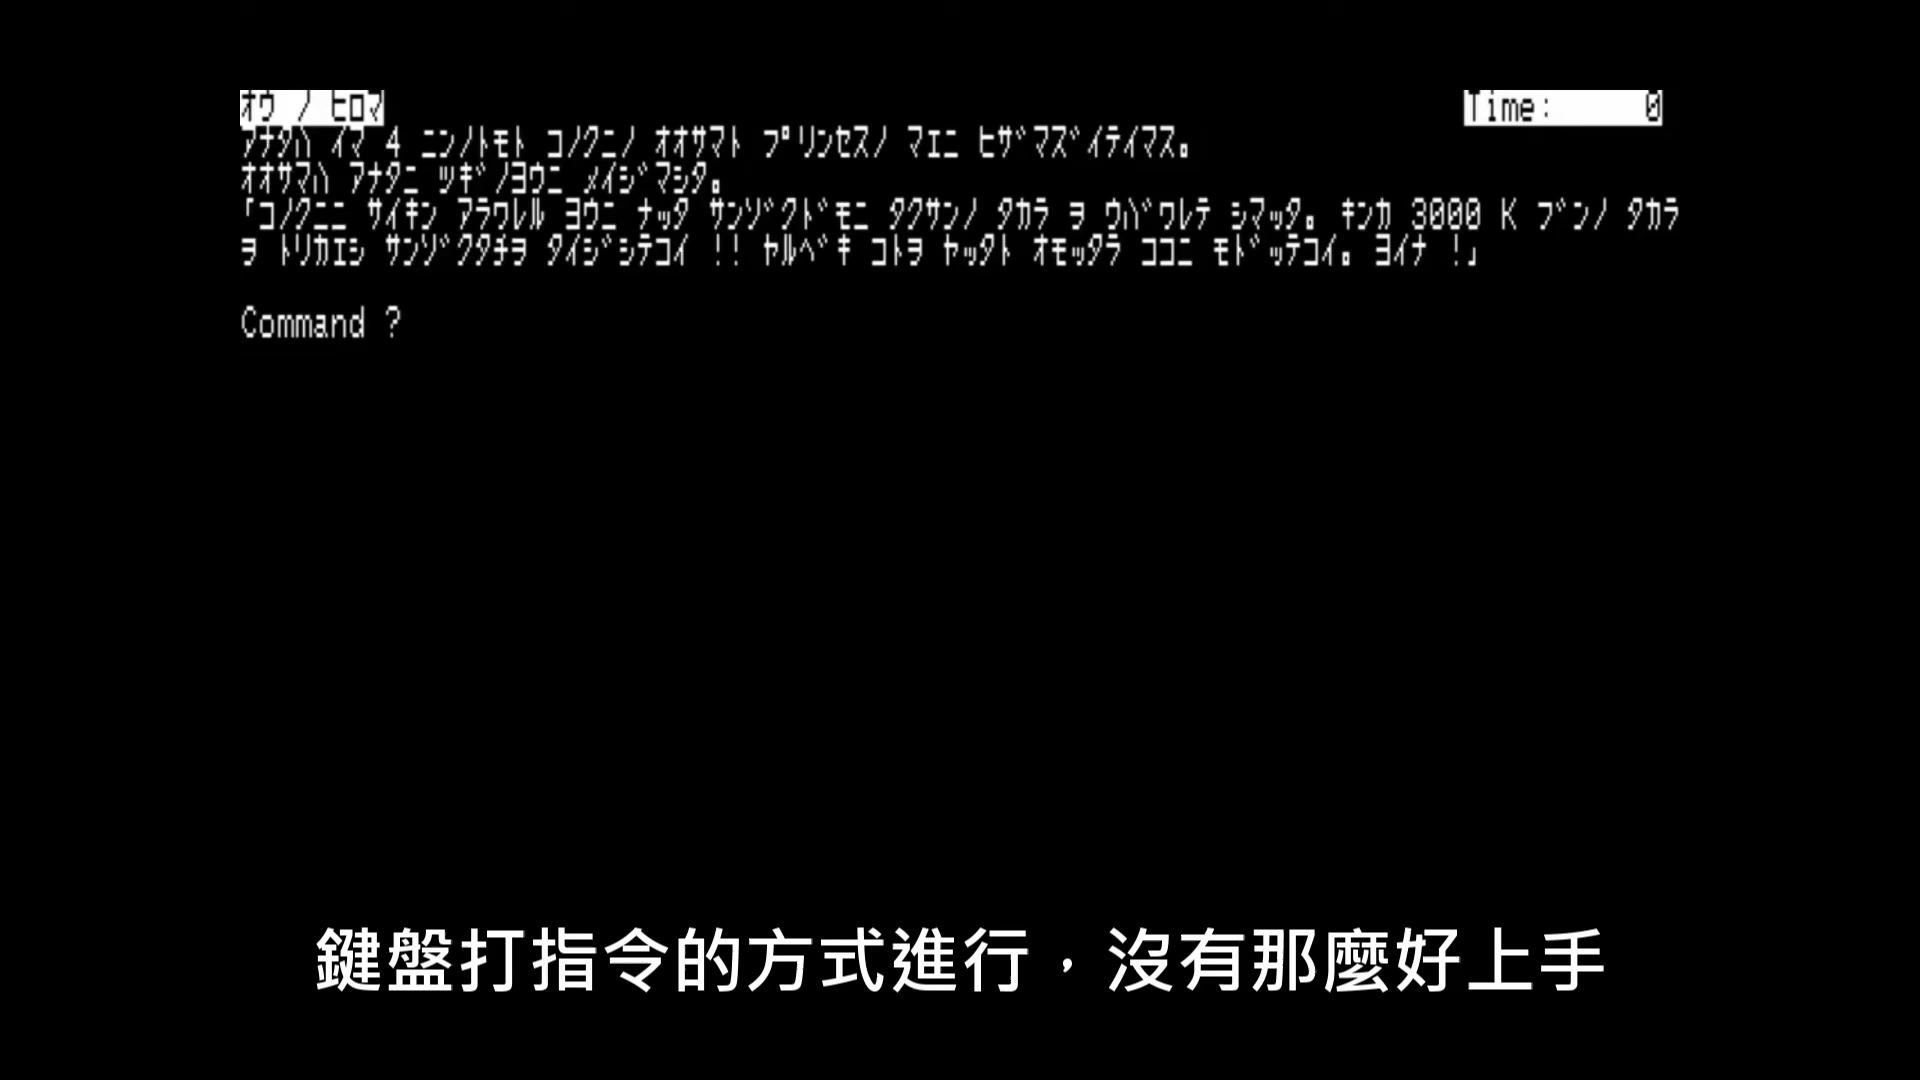 ｵｳ ﾉ ﾋﾛﾏ Time: 0
ｱﾅﾀﾊ ｲﾏ 4 ﾆﾝﾉﾄﾓﾄ ｺﾉｸﾆﾉ ｵｵｻﾏﾄ ﾌﾟﾘﾝｾｽﾉ ﾏｴﾆ ﾋｻﾞﾏｽﾞｲﾃｲﾏｽ｡
ｵｵｻﾏﾊ ｱﾅﾀﾆ ﾂｷﾞﾉﾖｳﾆ ﾒｲｼﾞﾏｼﾀ｡
｢ｺﾉｸﾆﾆ ｻｲｷﾝ ｱﾗﾜﾚﾙ ﾖｳﾆ ﾅｯﾀ ｻﾝｿﾞｸﾄﾞﾓﾆ ﾀｸｻﾝﾉ ﾀｶﾗ ｦ ｳﾊﾞﾜﾚﾃ ｼﾏｯﾀ｡ ｷﾝｶ 3000 K ﾌﾞﾝﾉ ﾀｶﾗ
ｦ ﾄﾘｶｴｼ ｻﾝｿﾞｸﾀﾁｦ ﾀｲｼﾞｼﾃｺｲ !! ﾔﾙﾍﾞｷ ｺﾄｦ ﾔｯﾀﾄ ｵﾓｯﾀﾗ ｺｺﾆ ﾓﾄﾞｯﾃｺｲ｡ ﾖｲﾅ !｣
Command ?
鍵盤打指令的方式進行，沒有那麼好上手